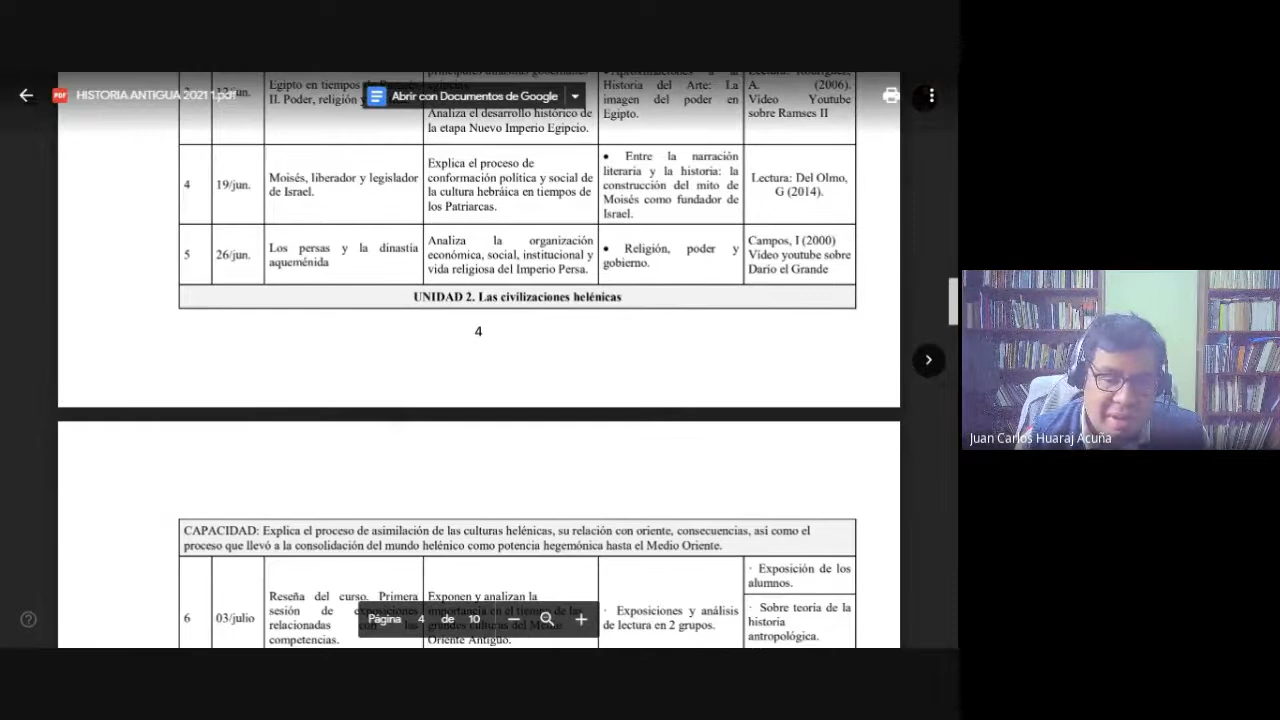 HISTORIA ANTIGUA 2021 1.pdf
Abrir con Documentos de Google
12/jun.
Egipto en tiempos de
II. Poder, religión y
Analiza el desarrollo histórico de
la etapa Nuevo Imperio Egipcio.
Historia del Arte: La
imagen del poder en
Egipto.
A. (2006).
Video Youtube
sobre Ramses II
4
19/jun.
Moisés, liberador y legislador
de Israel.
Explica el proceso de
conformación política y social de
la cultura hebráica en tiempos de
los Patriarcas.
• Entre la narración
literaria y la historia: la
construcción del mito de
Moisés como fundador de
Israel.
Lectura: Del Olmo,
G (2014).
5
26/jun.
Los persas y la dinastía
aqueménida
Analiza la organización
económica, social, institucional y
vida religiosa del Imperio Persa.
• Religión, poder y
gobierno.
Campos, I (2000)
Video youtube sobre
Dario el Grande
UNIDAD 2. Las civilizaciones helénicas
4
CAPACIDAD: Explica el proceso de asimilación de las culturas helénicas, su relación con oriente, consecuencias, así como el
proceso que llevó a la consolidación del mundo helénico como potencia hegemónica hasta el Medio Oriente.
6
03/julio
Reseña del curso. Primera
sesión de exposiciones
relacionadas
competencias.
Exponen y analizan la
Oriente Antiguo.
· Exposiciones y análisis
de lectura en 2 grupos.
· Exposición de los
alumnos.
· Sobre teoría de la
historia
antropológica.
Página 4 de 10
Juan Carlos Huaraj Acuña